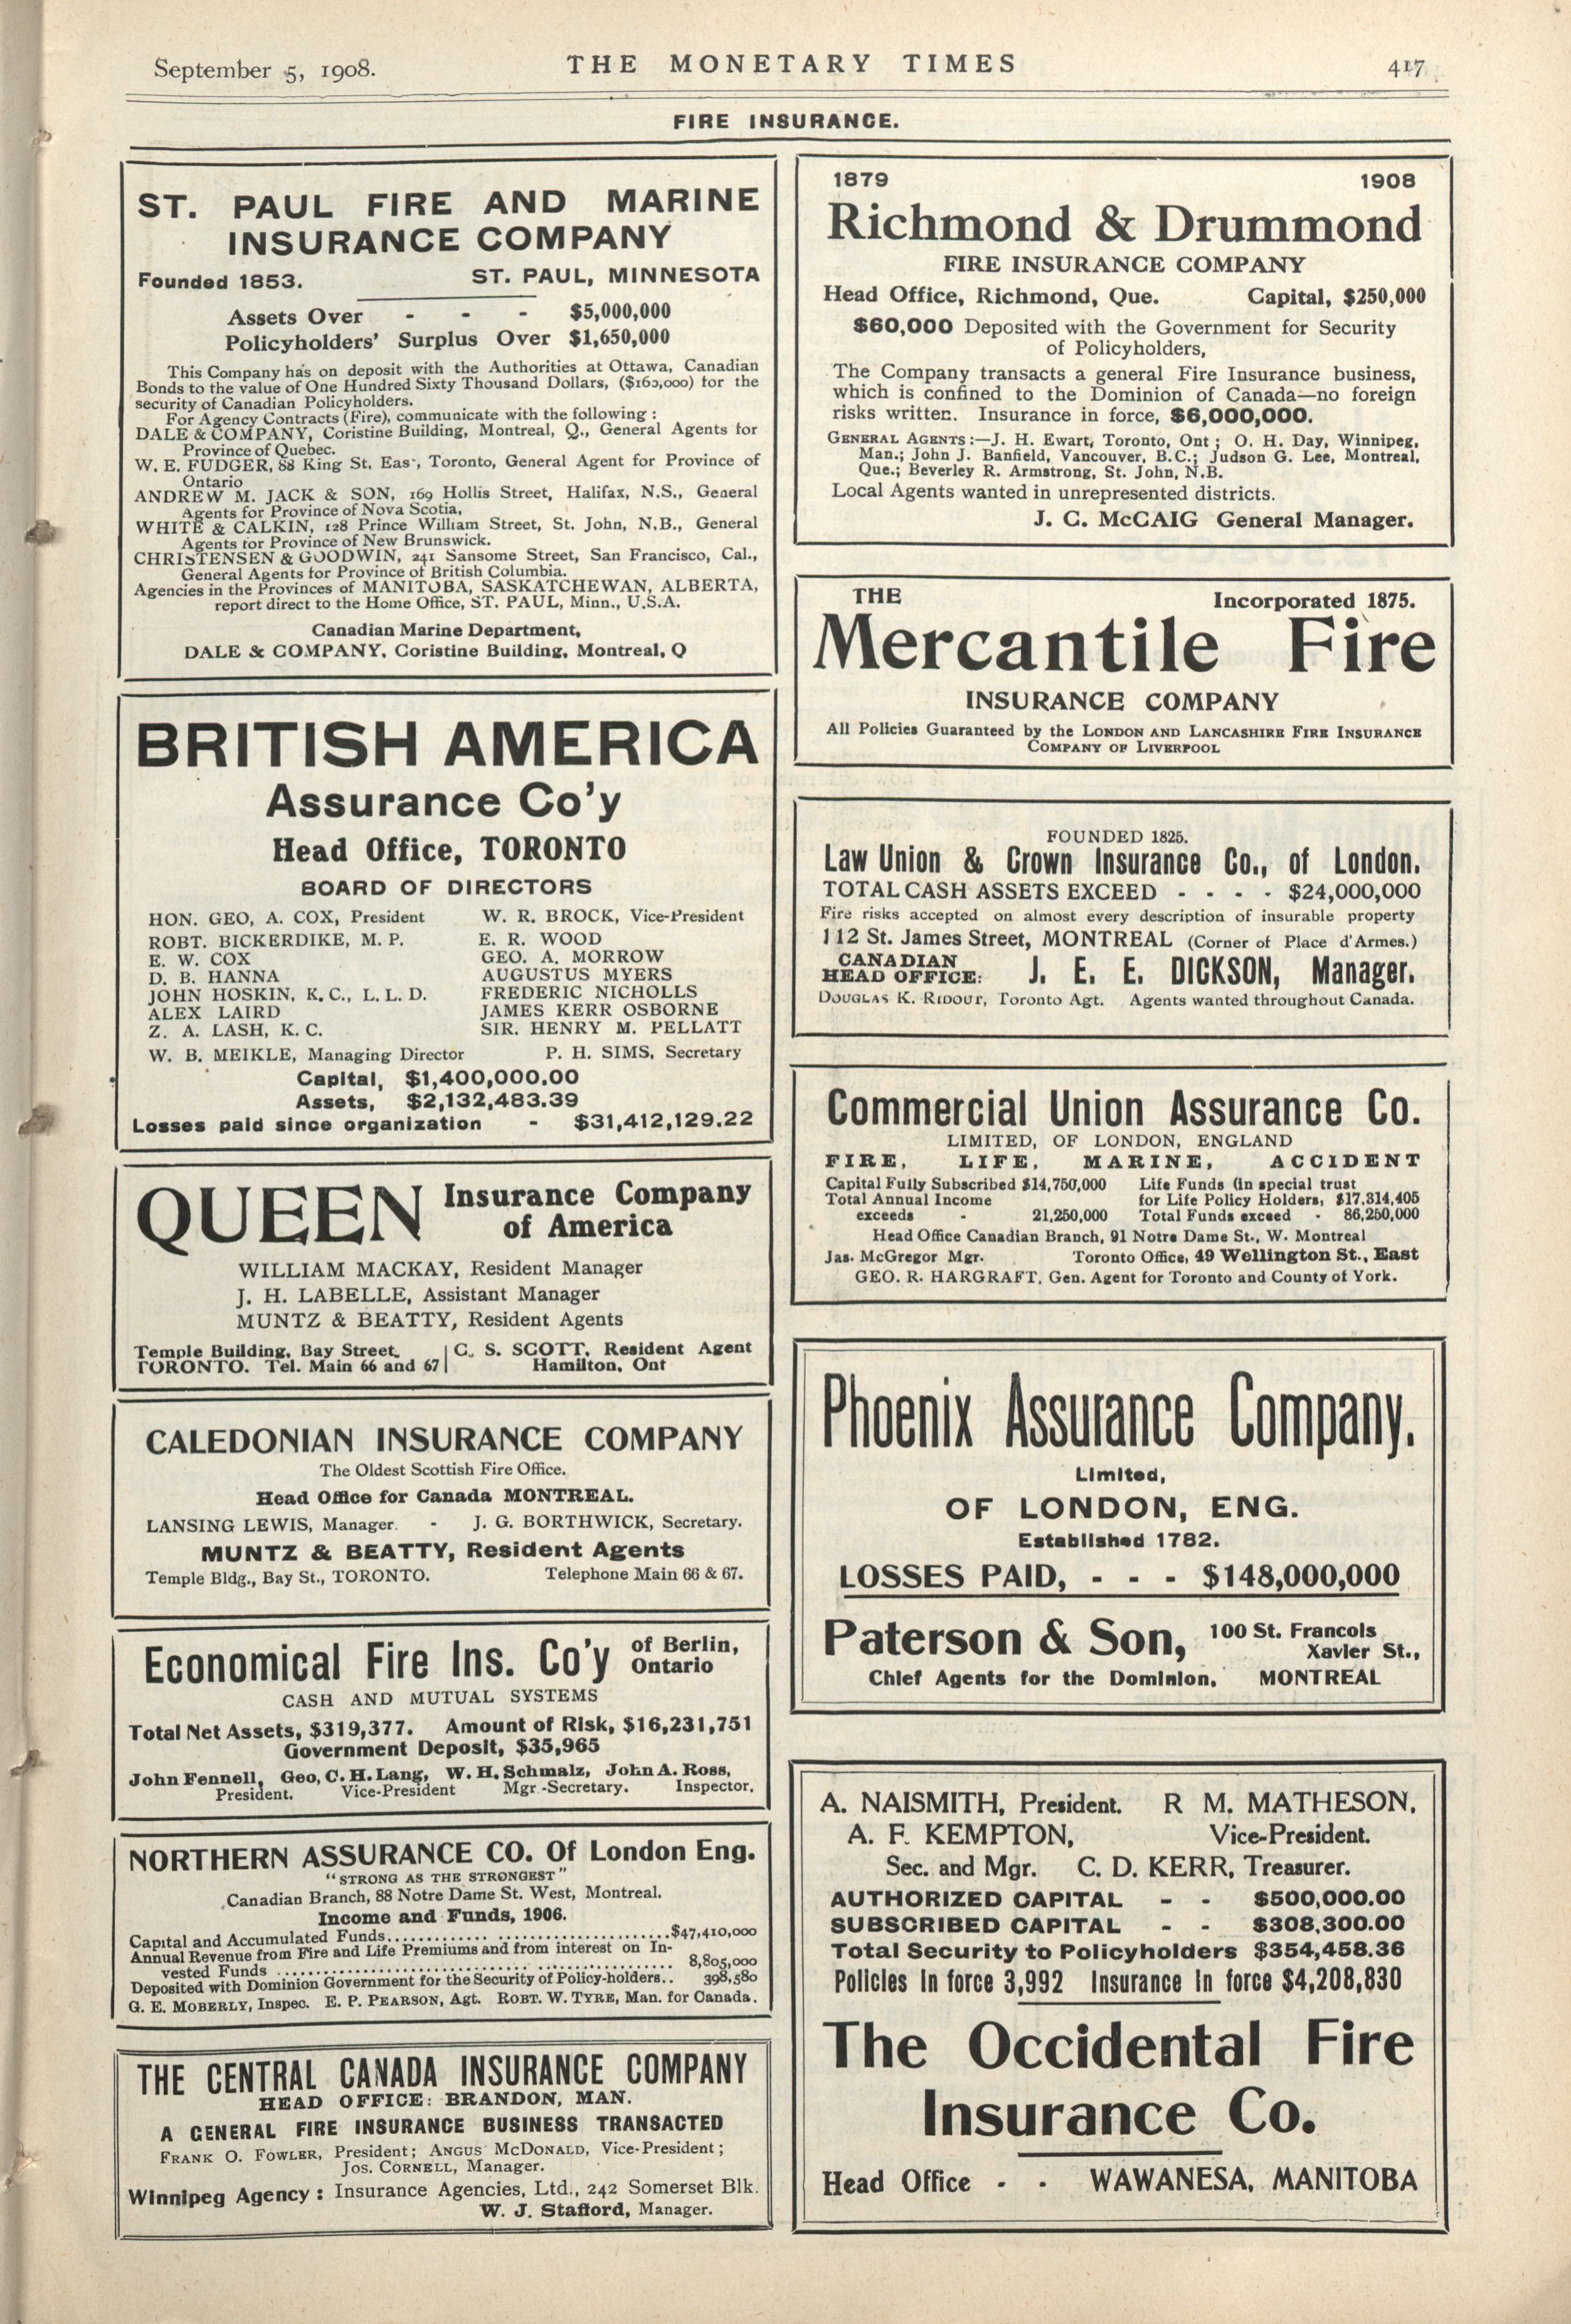 September 5, 1908.
THE MONETARY TIMES
417
FIRE INSURANCE.
ST. PAUL FIRE AND MARINE
INSURANCE COMPANY
Founded 1853. ST. PAUL, MINNESOTA
Assets Over - - - $5,000,000
Policyholders' Surplus Over $1,650,000
This Company has on deposit with the Authorities at Ottawa, Canadian
Bonds to the value of One Hundred Sixty Thousand Dollars, ($160,000) for the
security of Canadian Policyholders.
For Agency Contracts (Fire), communicate with the following :
DALE & COMPANY, Coristine Building, Montreal, Q., General Agents for
Province of Quebec.
W. E. FUDGER, 88 King St. East, Toronto, General Agent for Province of
Ontario
ANDREW M. JACK & SON, 169 Hollis Street, Halifax, N.S., General
Agents for Province of Nova Scotia,
WHITE & CALKIN, 128 Prince William Street, St. John, N.B., General
Agents for Province of New Brunswick.
CHRISTENSEN & GOODWIN, 241 Sansome Street, San Francisco, Cal.,
General Agents for Province of British Columbia.
Agencies in the Provinces of MANITOBA, SASKATCHEWAN, ALBERTA,
report direct to the Home Office, ST. PAUL, Minn., U.S.A.
Canadian Marine Department,
DALE & COMPANY, Coristine Building, Montreal, Q
BRITISH AMERICA
Assurance Co'y
Head Office, TORONTO
BOARD OF DIRECTORS
HON. GEO, A. COX, President W. R. BROCK, Vice-President
ROBT. BICKERDIKE, M. P. E. R. WOOD
E. W. COX GEO. A. MORROW
D. B. HANNA AUGUSTUS MYERS
JOHN HOSKIN, K. C., L. L. D. FREDERIC NICHOLLS
ALEX LAIRD JAMES KERR OSBORNE
Z. A. LASH, K. C. SIR. HENRY M. PELLATT
W. B. MEIKLE, Managing Director P. H. SIMS, Secretary
Capital, $1,400,000.00
Assets, $2,132,483.39
Losses paid since organization - $31,412,129.22
QUEEN Insurance Company
of America
WILLIAM MACKAY, Resident Manager
J. H. LABELLE, Assistant Manager
MUNTZ & BEATTY, Resident Agents
Temple Building, Bay Street, C. S. SCOTT, Resident Agent
TORONTO. Tel. Main 66 and 67 Hamilton, Ont
CALEDONIAN INSURANCE COMPANY
The Oldest Scottish Fire Office.
Head Office for Canada MONTREAL.
LANSING LEWIS, Manager. - J. G. BORTHWICK, Secretary.
MUNTZ & BEATTY, Resident Agents
Temple Bldg., Bay St., TORONTO. Telephone Main 66 & 67.
Economical Fire Ins. Co'y of Berlin,
Ontario
CASH AND MUTUAL SYSTEMS
Total Net Assets, $319,377. Amount of Risk, $16,231,751
Government Deposit, $35,965
John Fennell, Geo, C. H. Lang, W. H. Schmalz, John A. Ross,
President. Vice-President Mgr -Secretary. Inspector.
NORTHERN ASSURANCE CO. Of London Eng.
"STRONG AS THE STRONGEST"
Canadian Branch, 88 Notre Dame St. West, Montreal.
Income and Funds, 1906.
Capital and Accumulated Funds.......................................$47,410,000
Annual Revenue from Fire and Life Premiums and from interest on In-
vested Funds ....................................................... 8,805,000
Deposited with Dominion Government for the Security of Policy-holders.. 398,580
G. E. MOBERLY, Inspec. E. P. PEARSON, Agt. ROBT. W. TYRE, Man. for Canada.
THE CENTRAL CANADA INSURANCE COMPANY
HEAD OFFICE: BRANDON, MAN.
A GENERAL FIRE INSURANCE BUSINESS TRANSACTED
FRANK O. FOWLER, President; ANGUS MCDONALD, Vice-President;
JOS. CORNELL, Manager.
Winnipeg Agency : Insurance Agencies, Ltd., 242 Somerset Blk.
W. J. Stafford, Manager.
1879 1908
Richmond & Drummond
FIRE INSURANCE COMPANY
Head Office, Richmond, Que. Capital, $250,000
$60,000 Deposited with the Government for Security
of Policyholders,
The Company transacts a general Fire Insurance business,
which is confined to the Dominion of Canada—no foreign
risks written. Insurance in force, $6,000,000.
GENERAL AGENTS :—J. H. Ewart, Toronto, Ont ; O. H. Day, Winnipeg,
Man.; John J. Banfield, Vancouver, B.C.; Judson G. Lee, Montreal,
Que.; Beverley R. Armstrong, St. John, N.B.
Local Agents wanted in unrepresented districts.
J. C. McCAIG General Manager.
THE Incorporated 1875.
Mercantile Fire
INSURANCE COMPANY
All Policies Guaranteed by the LONDON AND LANCASHIRE FIRE INSURANCE
COMPANY OF LIVERPOOL
FOUNDED 1825.
Law Union & Crown Insurance Co., of London.
TOTAL CASH ASSETS EXCEED - - - - $24,000,000
Fire risks accepted on almost every description of insurable property
112 St. James Street, MONTREAL (Corner of Place d'Armes.)
CANADIAN
HEAD OFFICE: J. E. E. DICKSON, Manager.
DOUGLAS K. RIDOUT, Toronto Agt. Agents wanted throughout Canada.
Commercial Union Assurance Co.
LIMITED, OF LONDON, ENGLAND
FIRE, LIFE, MARINE, ACCIDENT
Capital Fully Subscribed $14,750,000 Life Funds (in special trust
Total Annual Income for Life Policy Holders, $17,314,405
exceeds - 21,250,000 Total Funds exceed - 86,250,000
Head Office Canadian Branch, 91 Notre Dame St., W. Montreal
Jas. McGregor Mgr. Toronto Office, 49 Wellington St., East
GEO. R. HARGRAFT, Gen. Agent for Toronto and County of York.
Phoenix Assurance Company.
Limited,
OF LONDON, ENG.
Established 1782.
LOSSES PAID, - - - $148,000,000
Paterson & Son, 100 St. Francois
Xavier St.,
Chief Agents for the Dominion. MONTREAL
A. NAISMITH, President. R M. MATHESON,
A. F. KEMPTON, Vice-President.
Sec. and Mgr. C. D. KERR, Treasurer.
AUTHORIZED CAPITAL - - $500,000.00
SUBSCRIBED CAPITAL - - $308,300.00
Total Security to Policyholders $354,458.36
Policies in force 3,992 Insurance in force $4,208,830
The Occidental Fire
Insurance Co.
Head Office - - WAWANESA, MANITOBA